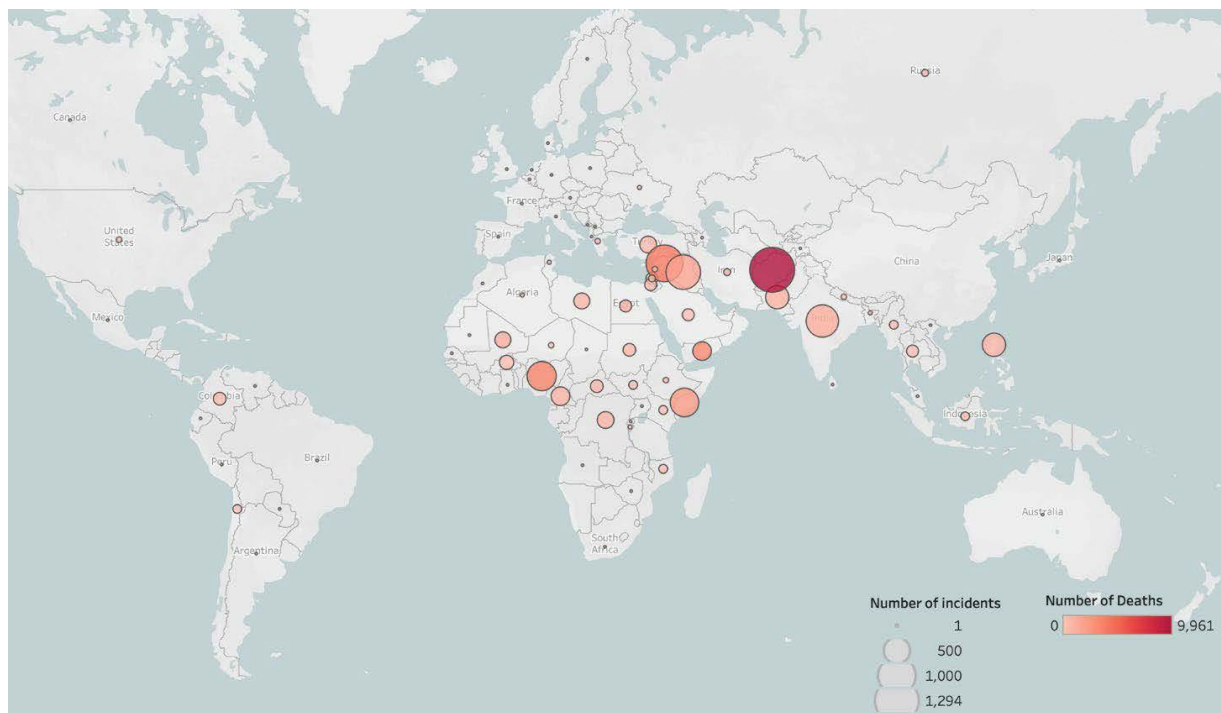 Russia
Canada
France
United
States
Spain
Turkey
Iran
China
Japan
Algeria
Egypt
India
Mexico
Colombia
Indonesia
Peru
Brazil
Australia
South
Africa
Argentina
Number of incidents
1
500
1,000
1,294
Number of Deaths
0
9,961